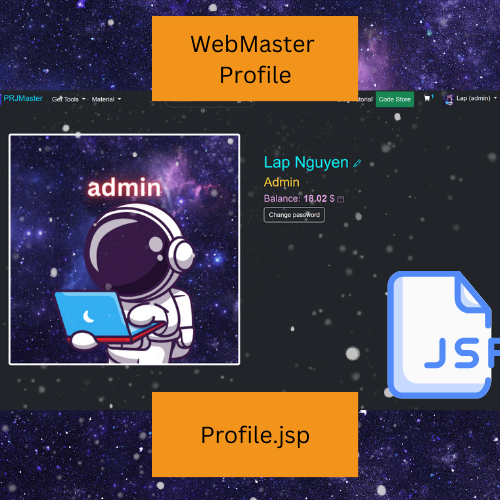 WebMaster
Profile
PRJMaster Get Tools Material torial Code Store 1 Lap (admin)
admin
Lap Nguyen
Admin
Balance: 18.02 $
Change password
JSP
Profile.jsp